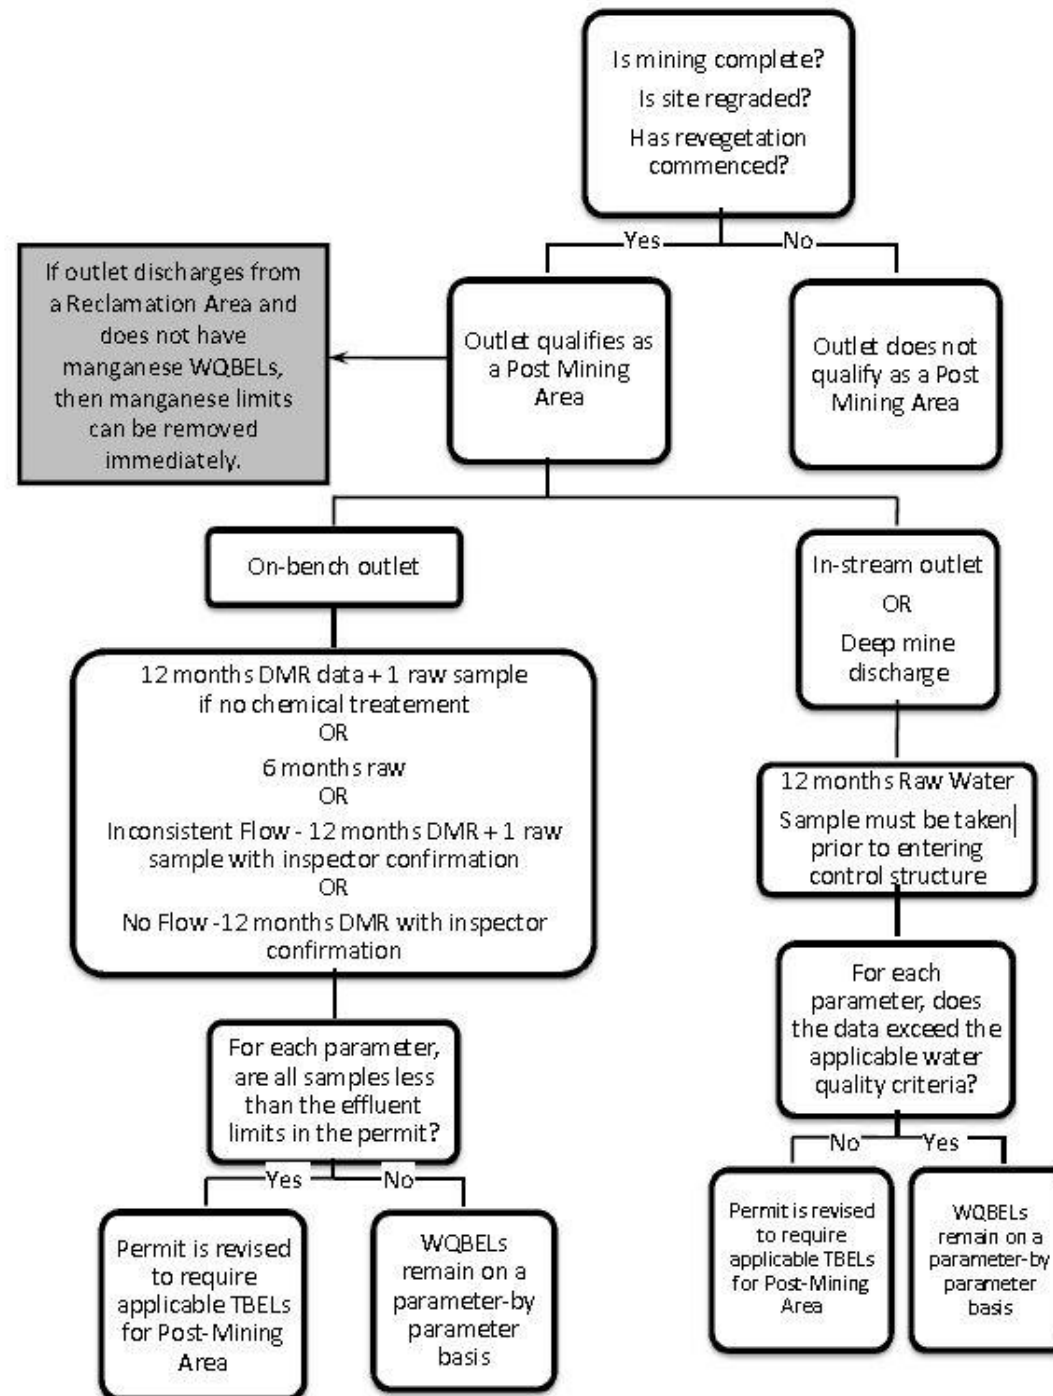 Is mining complete?
Is site regraded?
Has revegetation
commenced?
Yes
No
If outlet discharges from
a Reclamation Area and
does not have
manganese WQBELs,
then manganese limits
can be removed
immediately.
Outlet qualifies as
a Post Mining
Area
Outlet does not
qualify as a Post
Mining Area
On-bench outlet
In-stream outlet
OR
Deep mine
discharge
12 months DMR data + 1 raw sample
if no chemical treatement
OR
6 months raw
OR
Inconsistent Flow - 12 months DMR + 1 raw
sample with inspector confirmation
OR
No Flow -12 months DMR with inspector
confirmation
12 months Raw Water
Sample must be taken
prior to entering
control structure
For each parameter,
are all samples less
than the effluent
limits in the permit?
For each
parameter, does
the data exceed the
applicable water
quality criteria?
Yes
No
No
Yes
Permit is revised
to require
applicable TBELs
for Post-Mining
Area
WQBELs
remain on a
parameter-by
parameter
basis
Permit is revised
to require
applicable TBELs
for Post-Mining
Area
WQBELs
remain on a
parameter-by
parameter
basis